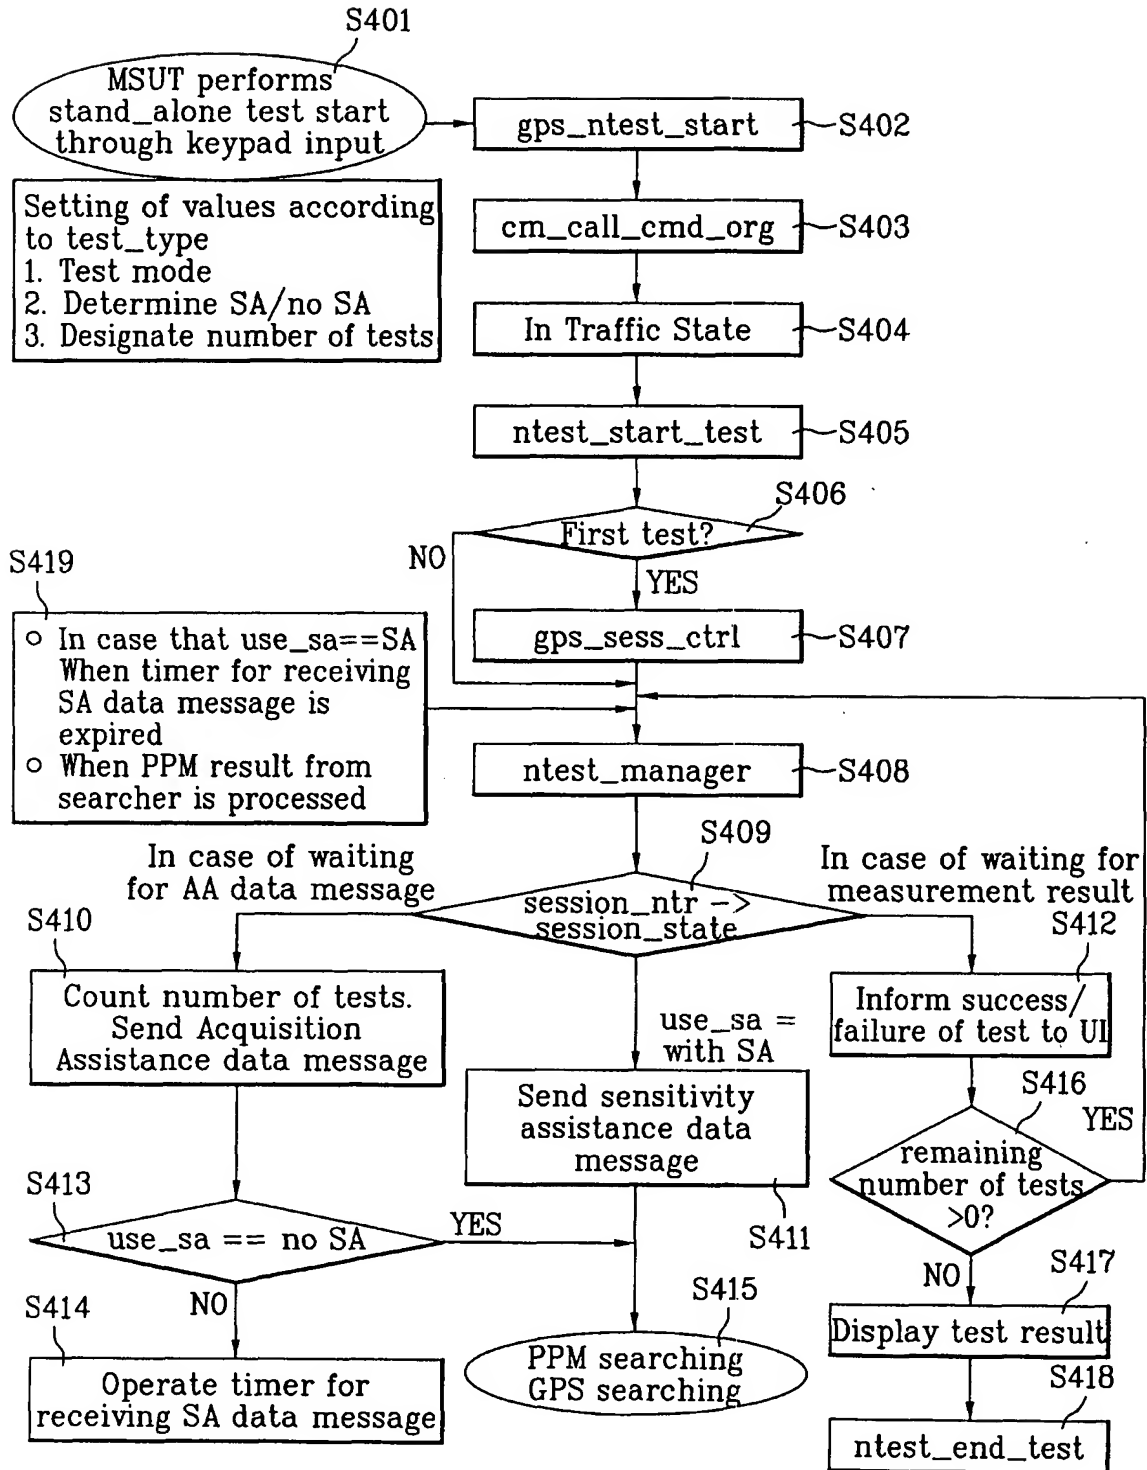 S401
MSUT performs
stand_alone test start
through keypad input
gps_ntest_start
S402
Setting of values according
to test_type
1. Test mode
2. Determine SA/no SA
3. Designate number of tests
cm_call_cmd_org
S403
In Traffic State
S404
ntest_start_test
S405
S406
First test?
NO
YES
S419
○ In case that use_sa==SA
When timer for receiving
SA data message is
expired
○ When PPM result from
searcher is processed
gps_sess_ctrl
S407
ntest_manager
S408
S409
In case of waiting
for AA data message
session_ntr ->
session_state
In case of waiting for
measurement result
S410
Count number of tests.
Send Acquisition
Assistance data message
use_sa =
with SA
S412
Inform success/
failure of test to UI
Send sensitivity
assistance data
message
S411
S416
remaining
number of tests
>0?
YES
NO
S413
use_sa == no SA
YES
NO
S414
Operate timer for
receiving SA data message
S415
PPM searching
GPS searching
S417
Display test result
S418
ntest_end_test